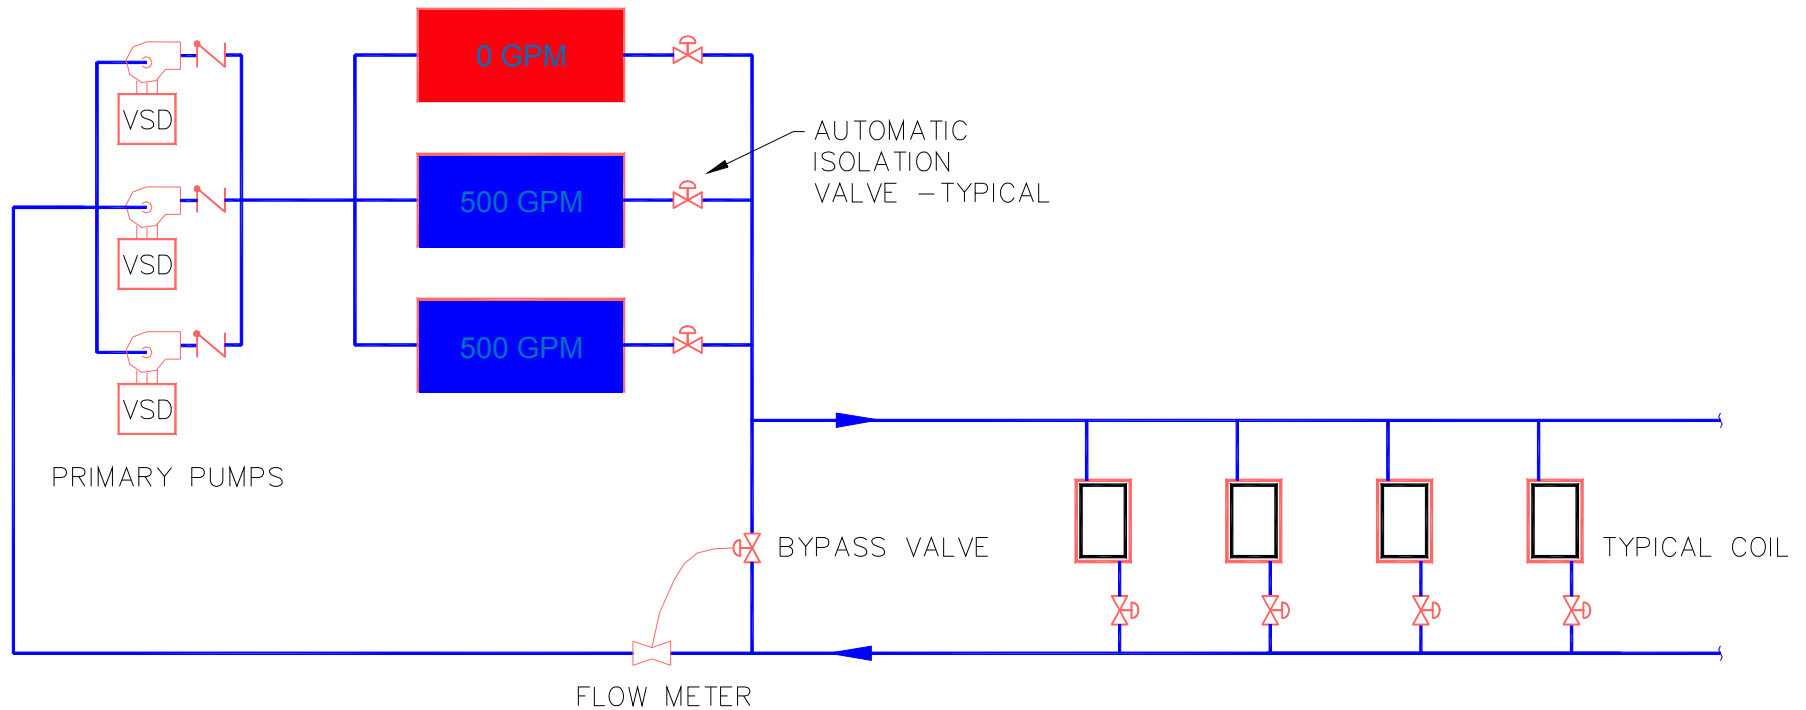 0 GPM
VSD
AUTOMATIC
ISOLATION
VALVE -TYPICAL
500 GPM
VSD
500 GPM
VSD
PRIMARY PUMPS
BYPASS VALVE
TYPICAL COIL
FLOW METER